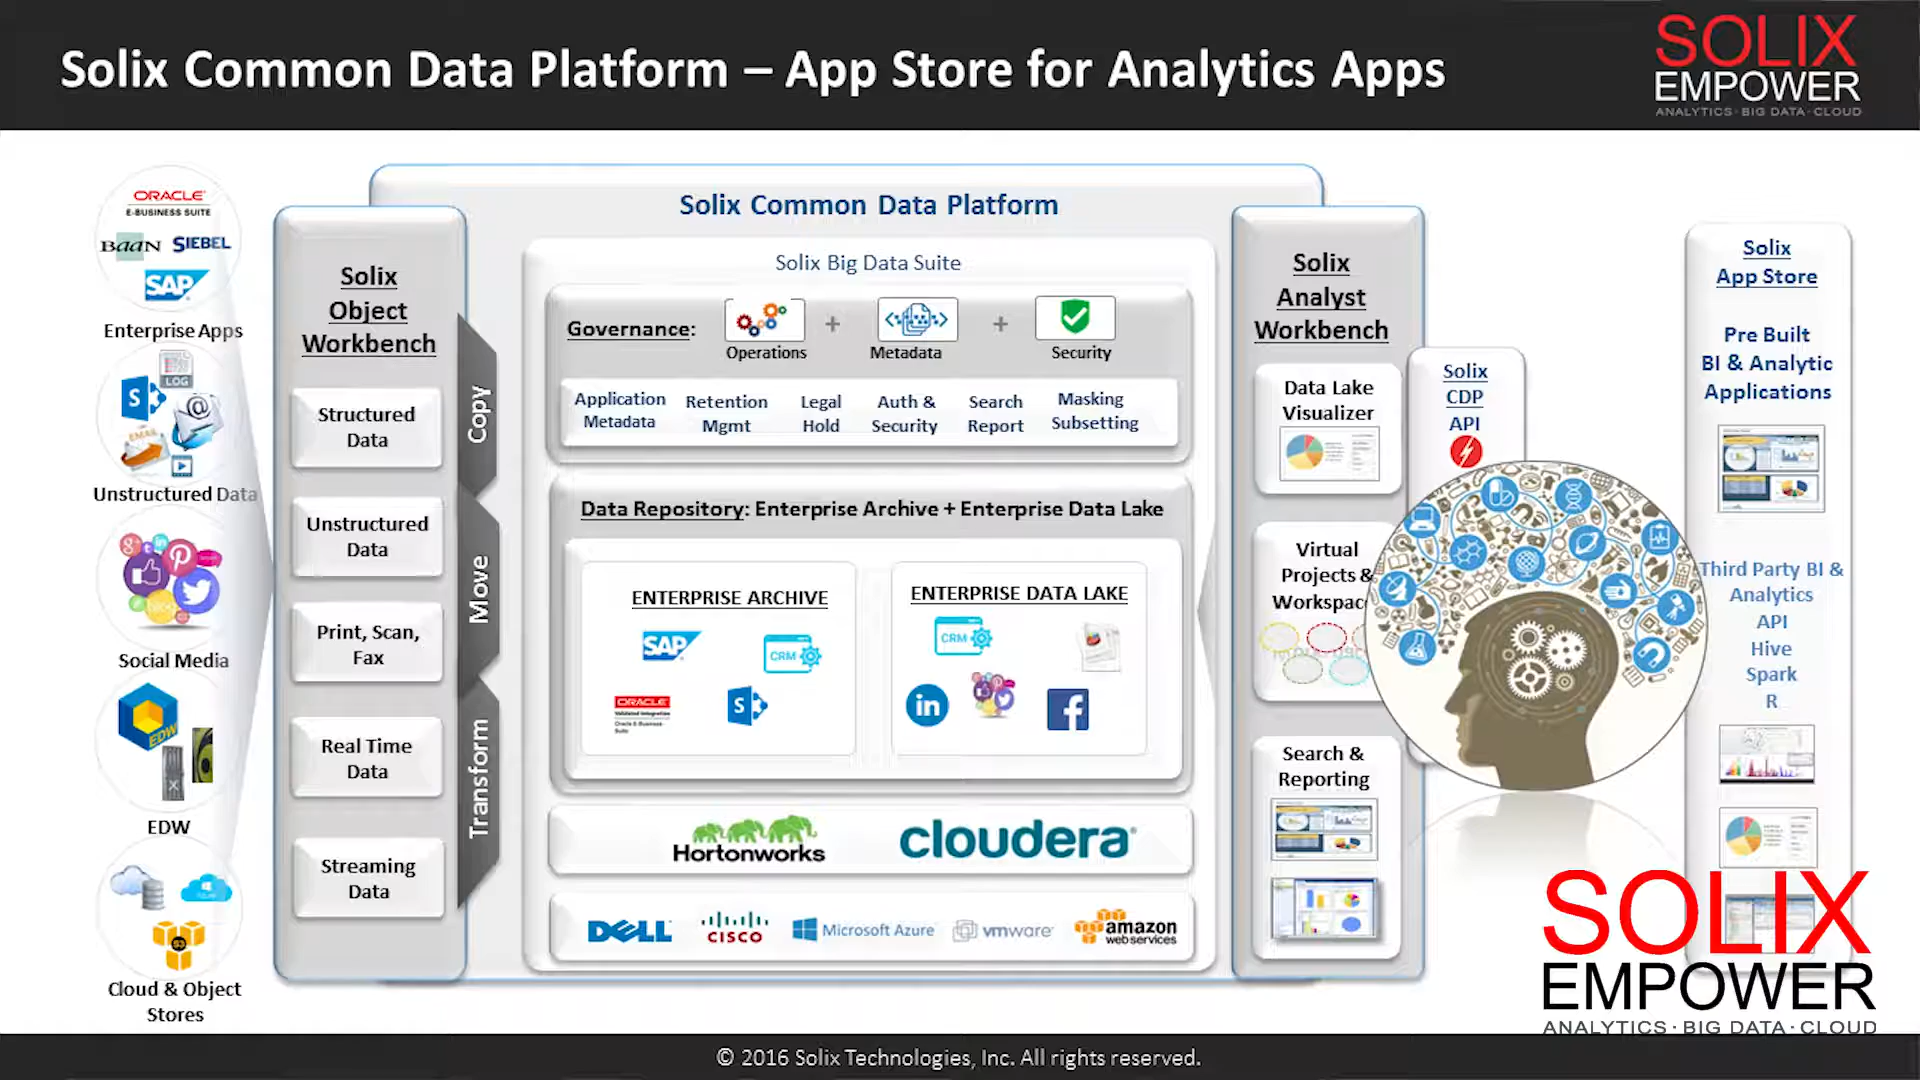 Solix Common Data Platform – App Store for Analytics Apps
SOLIX
EMPOWER
ANALYTICS · BIG DATA · CLOUD
ORACLE
E-BUSINESS SUITE
BaaN SIEBEL
SAP
Enterprise Apps
LOG
S
@
EMAIL
Unstructured Data
Social Media
EDW
EDW
Cloud & Object
Stores
Solix
Object
Workbench
Structured
Data
Unstructured
Data
Print, Scan,
Fax
Real Time
Data
Streaming
Data
Copy
Move
Transform
Solix Common Data Platform
Solix Big Data Suite
Governance:
+
+
Operations
Metadata
Security
Application
Metadata
Retention
Mgmt
Legal
Hold
Auth &
Security
Search
Report
Masking
Subsetting
Data Repository: Enterprise Archive + Enterprise Data Lake
ENTERPRISE ARCHIVE
SAP
CRM
ORACLE
S
ENTERPRISE DATA LAKE
CRM
in
f
Hortonworks
cloudera
DELL
CISCO
Microsoft Azure
vmware
amazon
webservices
Solix
Analyst
Workbench
Data Lake
Visualizer
Virtual
Projects &
Workspac
Search &
Reporting
Solix
CDP
API
Solix
App Store
Pre Built
BI & Analytic
Applications
Third Party BI &
Analytics
API
Hive
Spark
R
SOLIX
EMPOWER
ANALYTICS · BIG DATA · CLOUD
© 2016 Solix Technologies, Inc. All rights reserved.